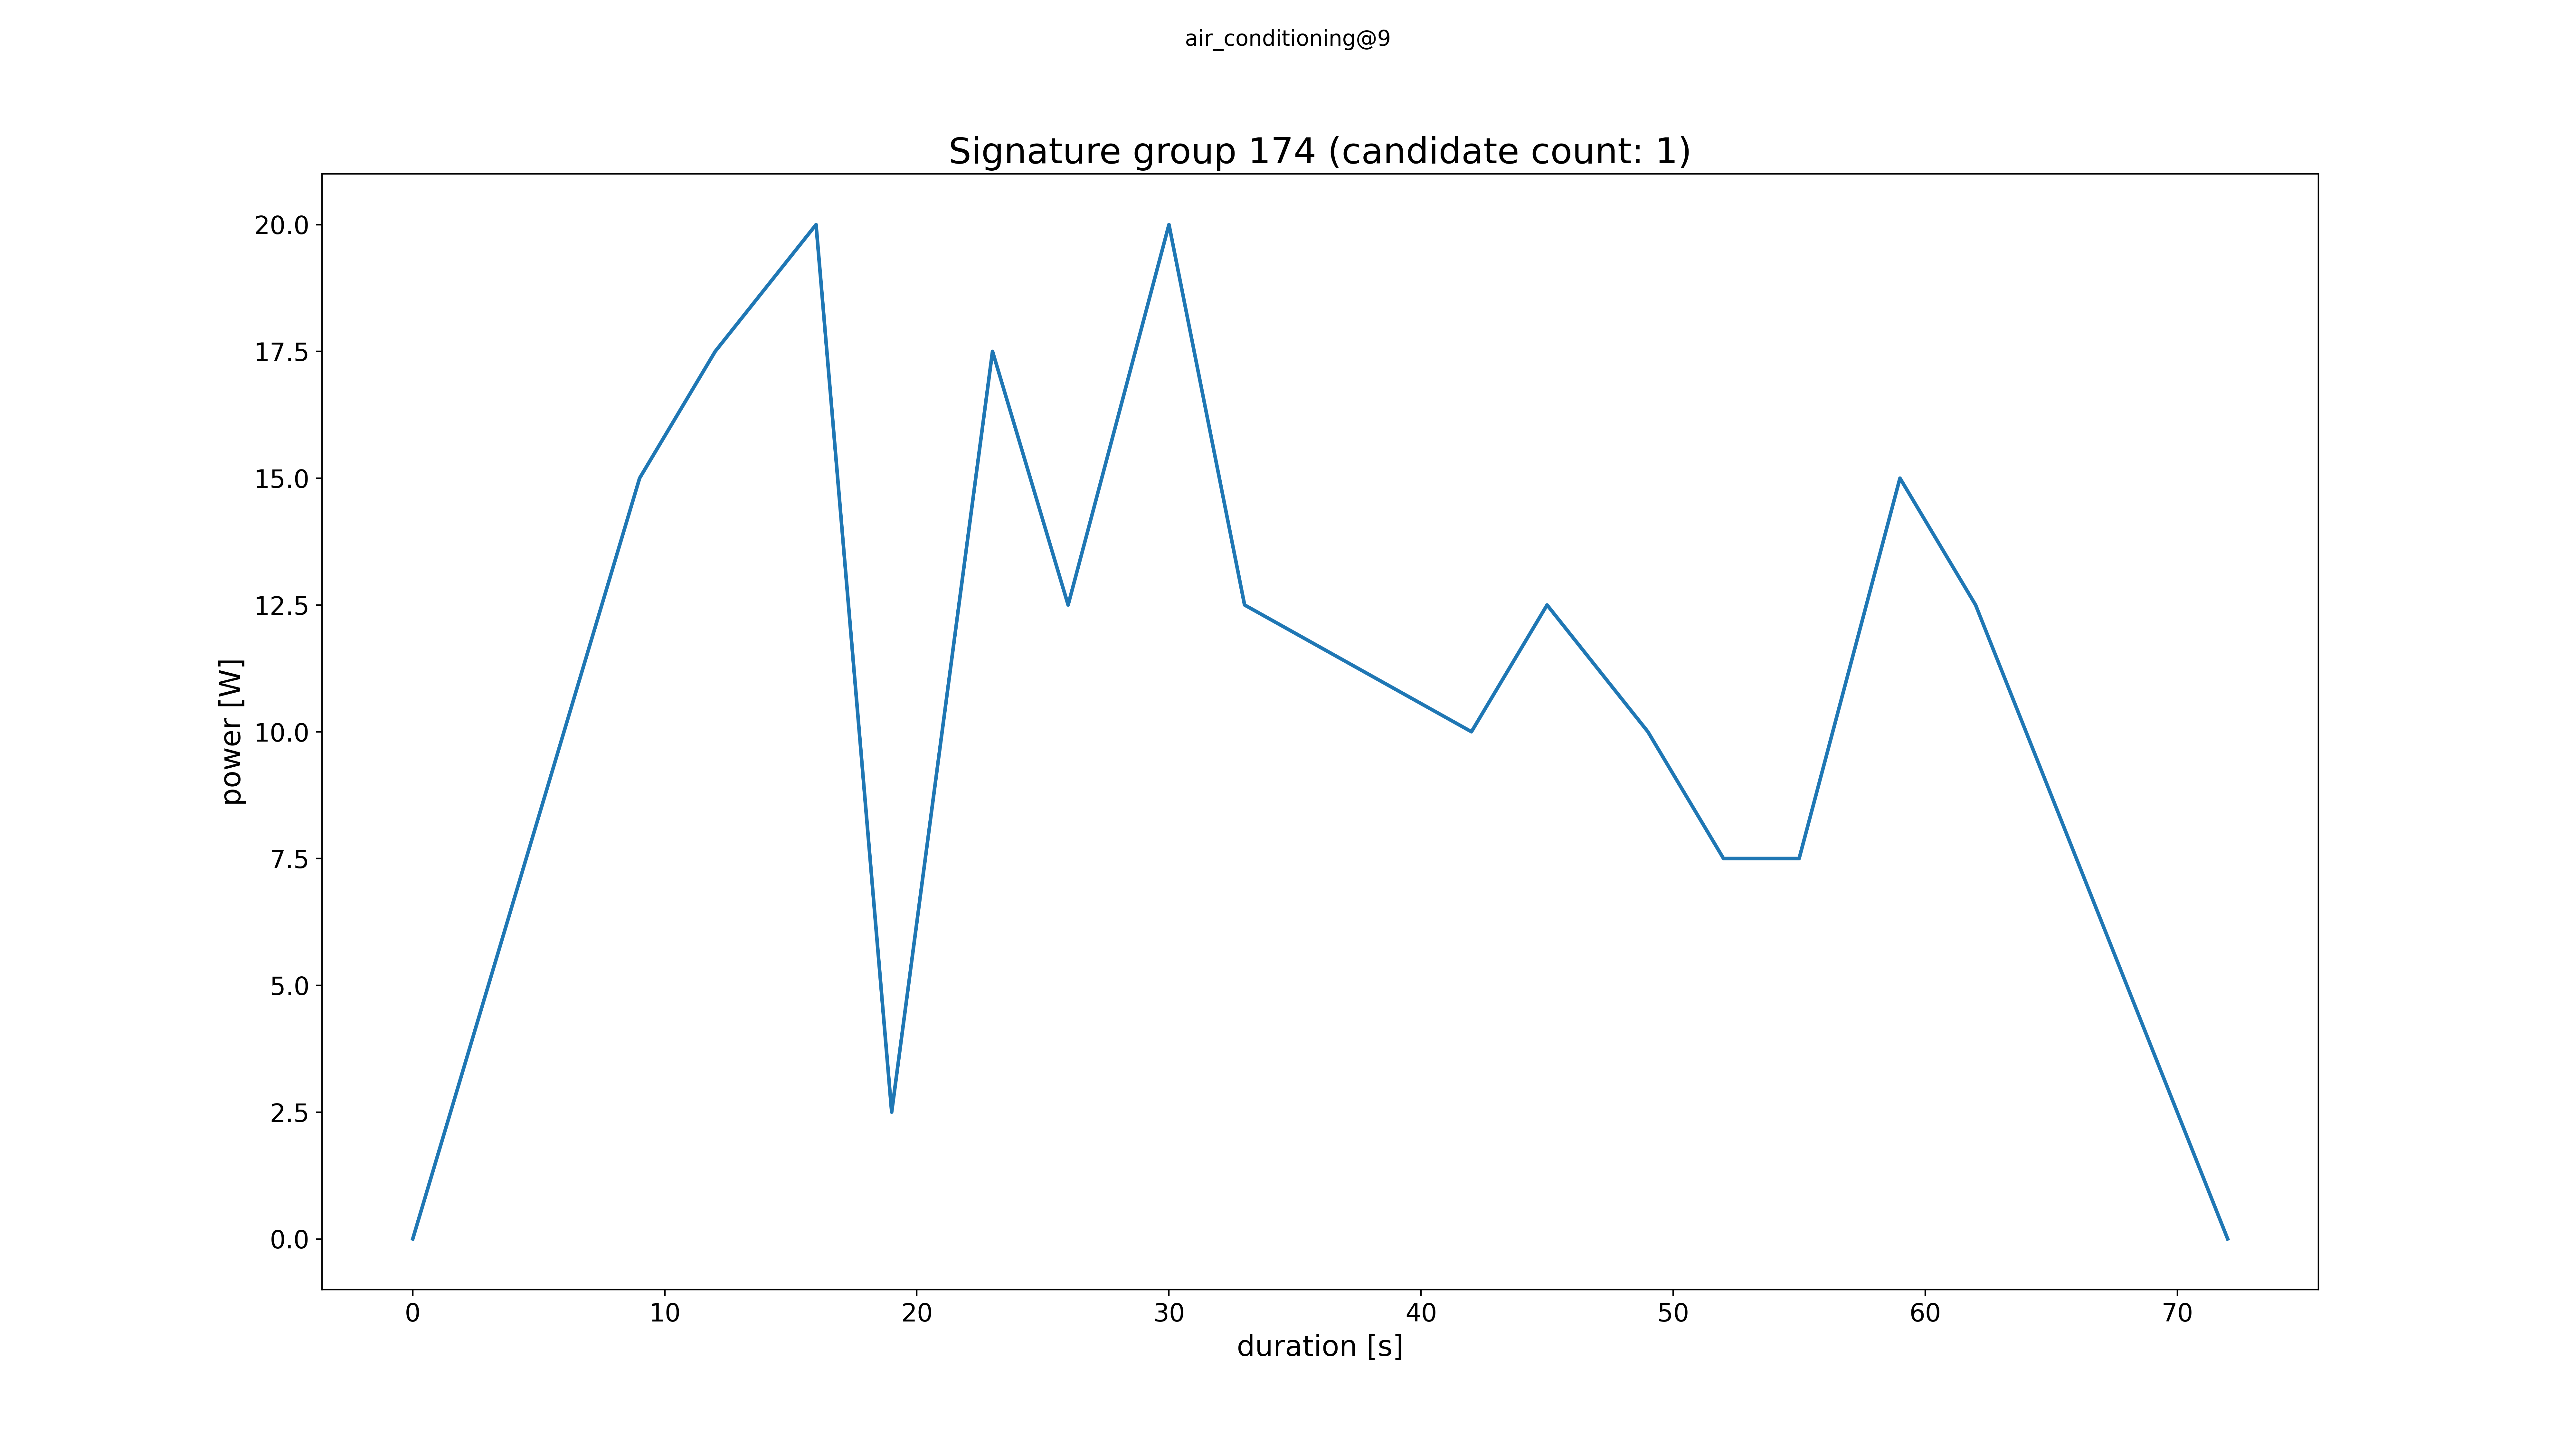 air_conditioning@9
Signature group 174 (candidate count: 1)
20.0
17.5
15.0
12.5
10.0
7.5
5.0
2.5
0.0
power [W]
0 10 20 30 40 50 60 70
duration [s]